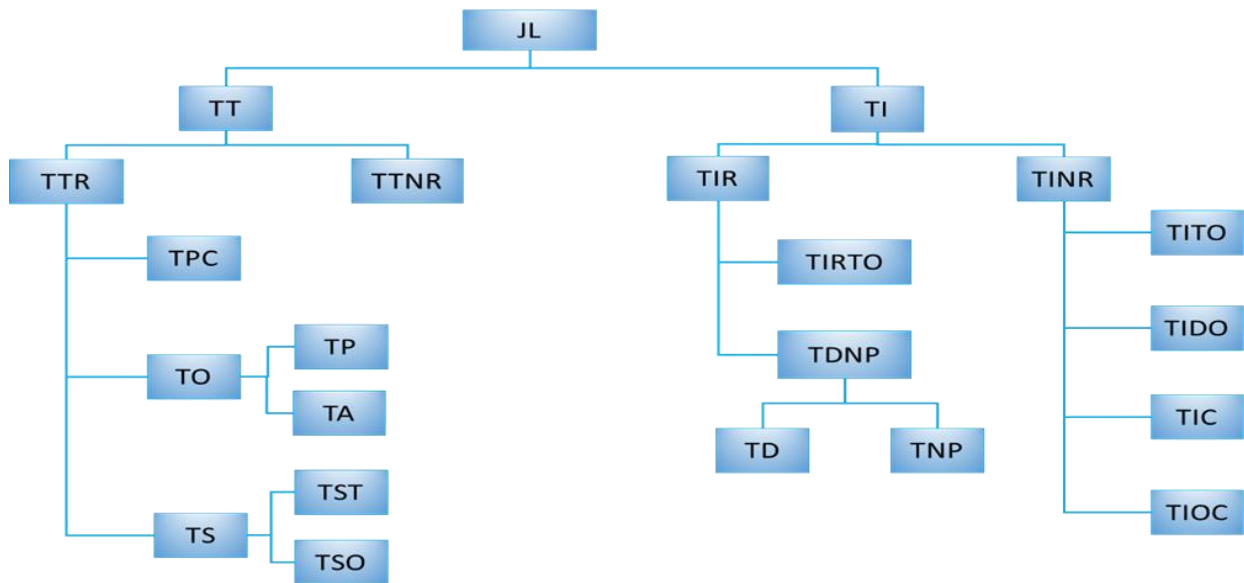 JL
TT
TI
TTR
TTNR
TIR
TINR
TPC
TIRTO
TITO
TO
TP
TA
TDNP
TIDO
TD
TNP
TIC
TS
TST
TSO
TIOC